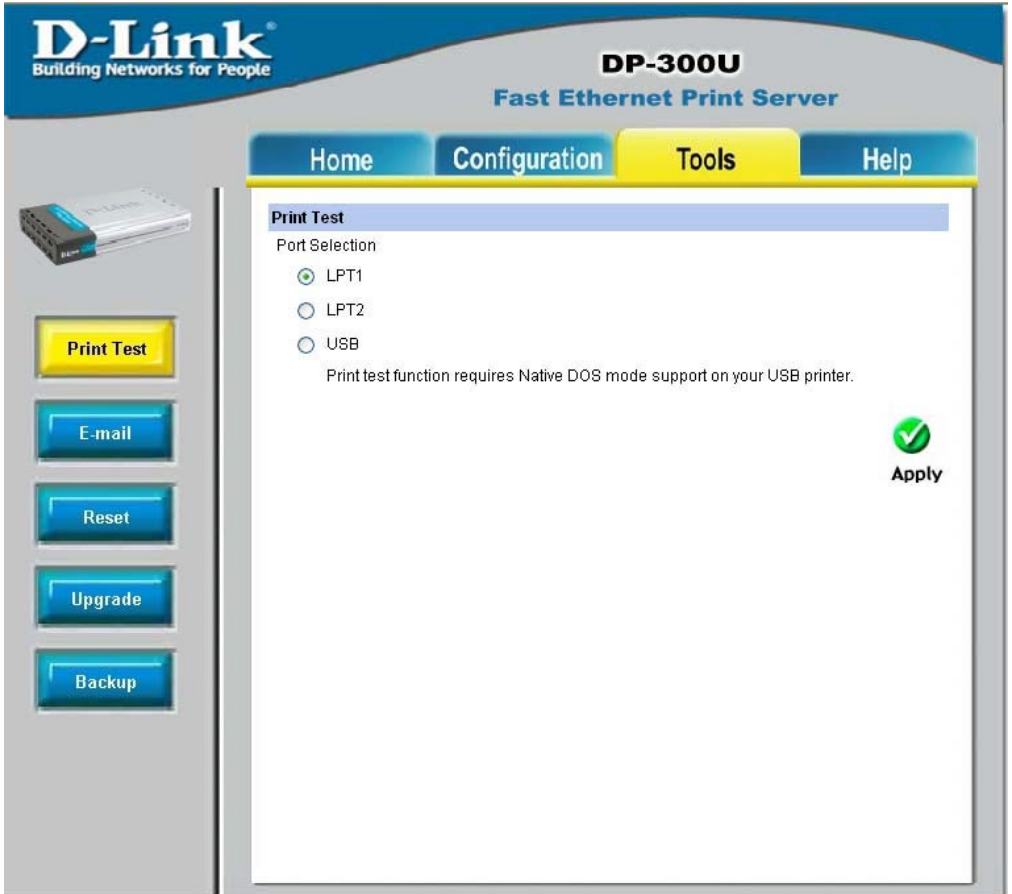 D-Link
Building Networks for People
DP-300U
Fast Ethernet Print Server
Home Configuration Tools Help
Print Test
Port Selection
LPT1
LPT2
USB
Print test function requires Native DOS mode support on your USB printer.
Apply
D-Link
D-Link
Print Test
E-mail
Reset
Upgrade
Backup